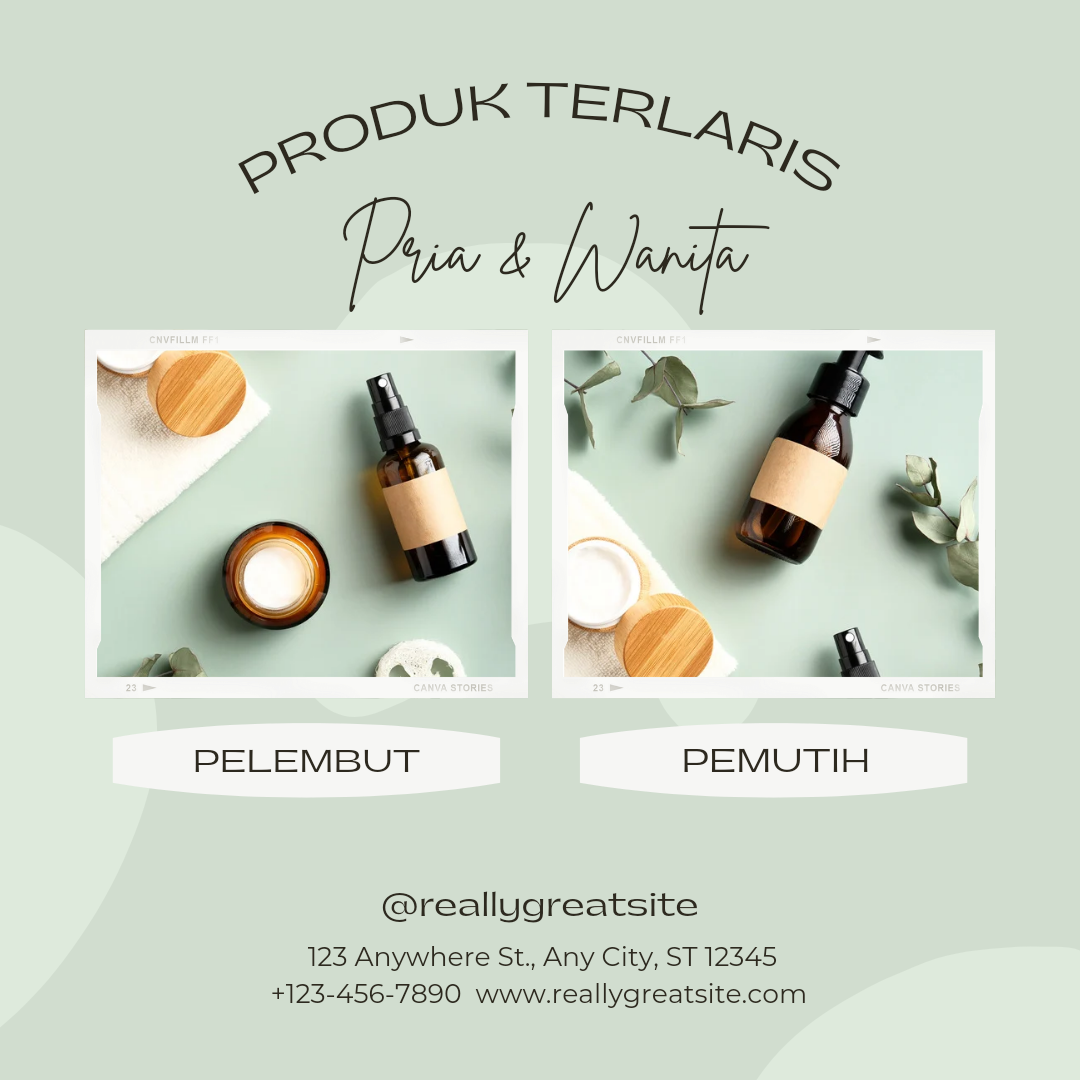 PRODUK TERLARIS
Pria & Wanita
CNVFILLM FF1
CNVFILLM FF1
23
CANVA STORIES
23
CANVA STORIES
PELEMBUT
PEMUTIH
@reallygreatsite
123 Anywhere St., Any City, ST 12345
+123-456-7890 www.reallygreatsite.com